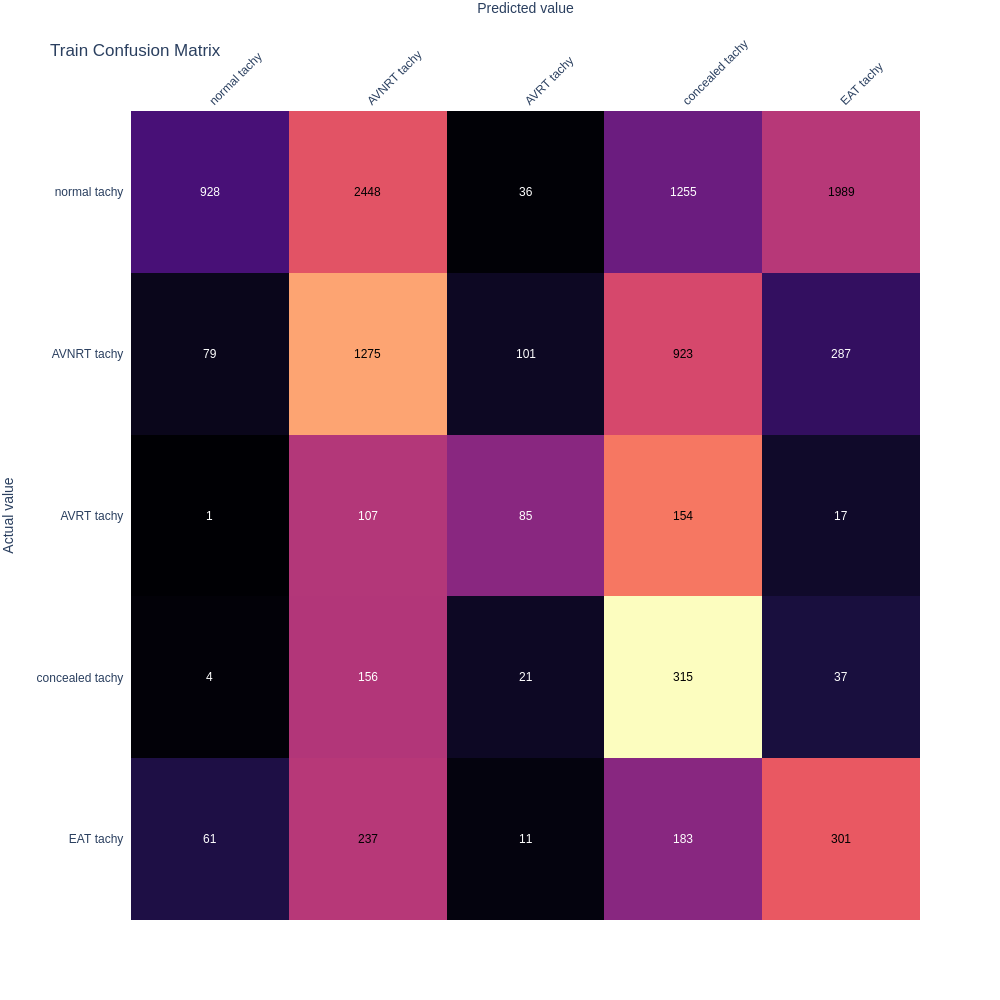 Predicted value
Train Confusion Matrix
normal tachy
AVNRT tachy
AVRT tachy
concealed tachy
EAT tachy
normal tachy 928 2448 36 1255 1989
AVNRT tachy 79 1275 101 923 287
AVRT tachy 1 107 85 154 17
concealed tachy 4 156 21 315 37
EAT tachy 61 237 11 183 301
Actual value